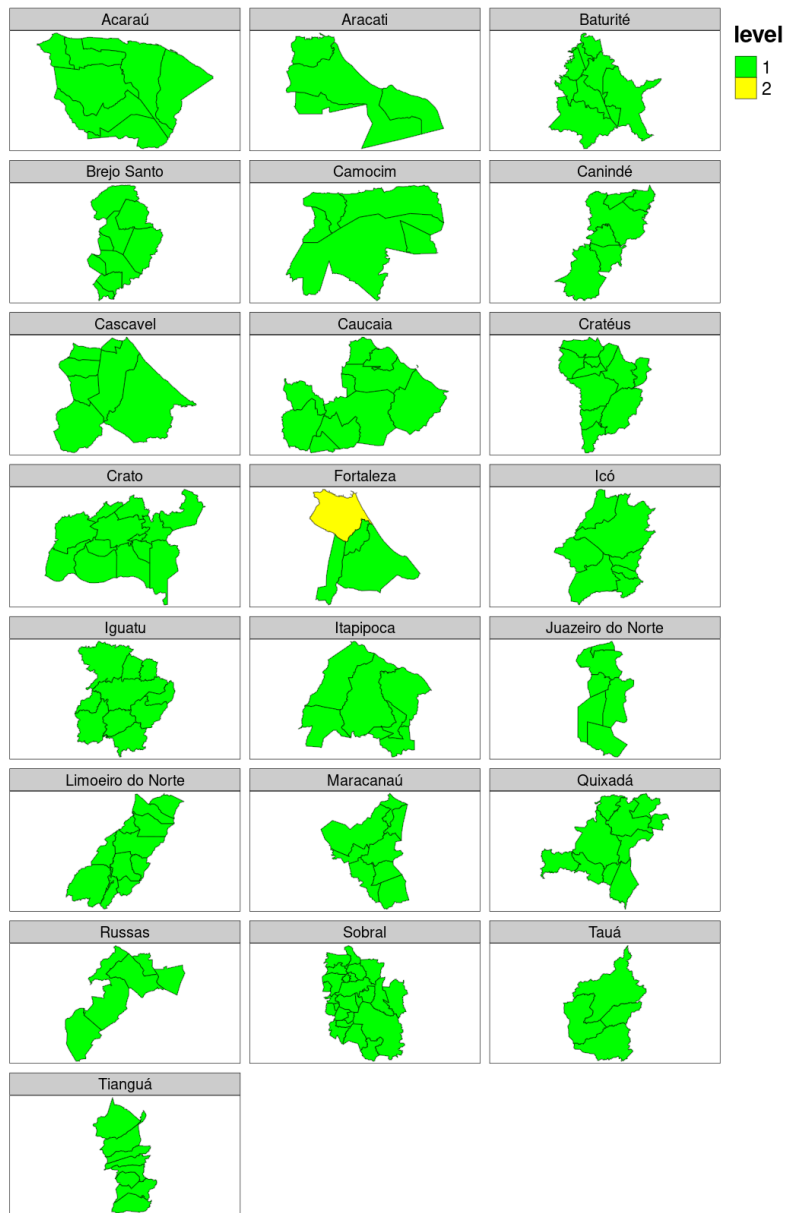 Acaraú
Aracati
Baturité
level
1
2
Brejo Santo
Camocim
Canindé
Cascavel
Caucaia
Cratéus
Crato
Fortaleza
Icó
Iguatu
Itapipoca
Juazeiro do Norte
Limoeiro do Norte
Maracanaú
Quixadá
Russas
Sobral
Tauá
Tianguá